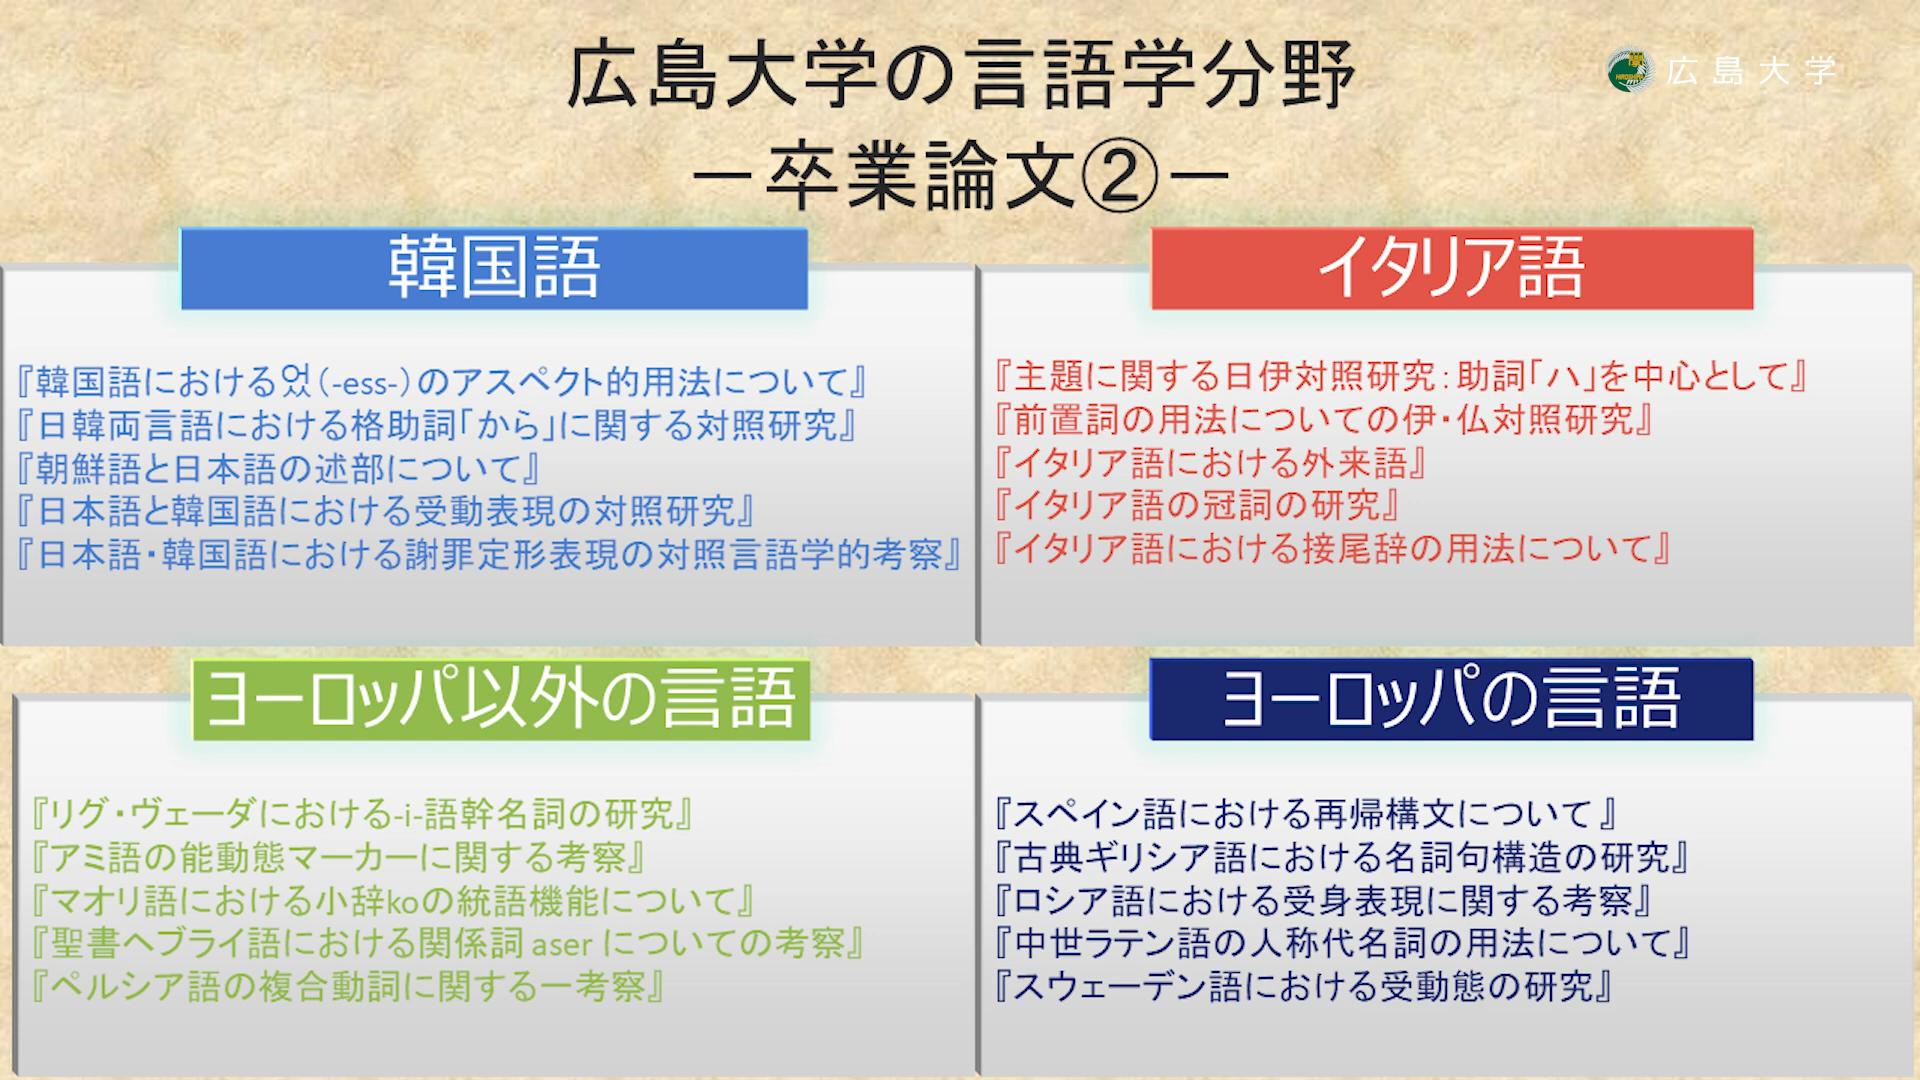 広島大学の言語学分野
－卒業論文②－
広島大学
韓国語
『韓国語における었（-ess-）のアスペクト的用法について』
『日韓両言語における格助詞「から」に関する対照研究』
『朝鮮語と日本語の述部について』
『日本語と韓国語における受動表現の対照研究』
『日本語・韓国語における謝罪定形表現の対照言語学的考察』
イタリア語
『主題に関する日伊対照研究：助詞「ハ」を中心として』
『前置詞の用法についての伊・仏対照研究』
『イタリア語における外来語』
『イタリア語の冠詞の研究』
『イタリア語における接尾辞の用法について』
ヨーロッパ以外の言語
『リグ・ヴェーダにおける-i-語幹名詞の研究』
『アミ語の能動態マーカーに関する考察』
『マオリ語における小辞koの統語機能について』
『聖書ヘブライ語における関係詞 aser についての考察』
『ペルシア語の複合動詞に関する一考察』
ヨーロッパの言語
『スペイン語における再帰構文について 』
『古典ギリシア語における名詞句構造の研究』
『ロシア語における受身表現に関する考察』
『中世ラテン語の人称代名詞の用法について』
『スウェーデン語における受動態の研究』